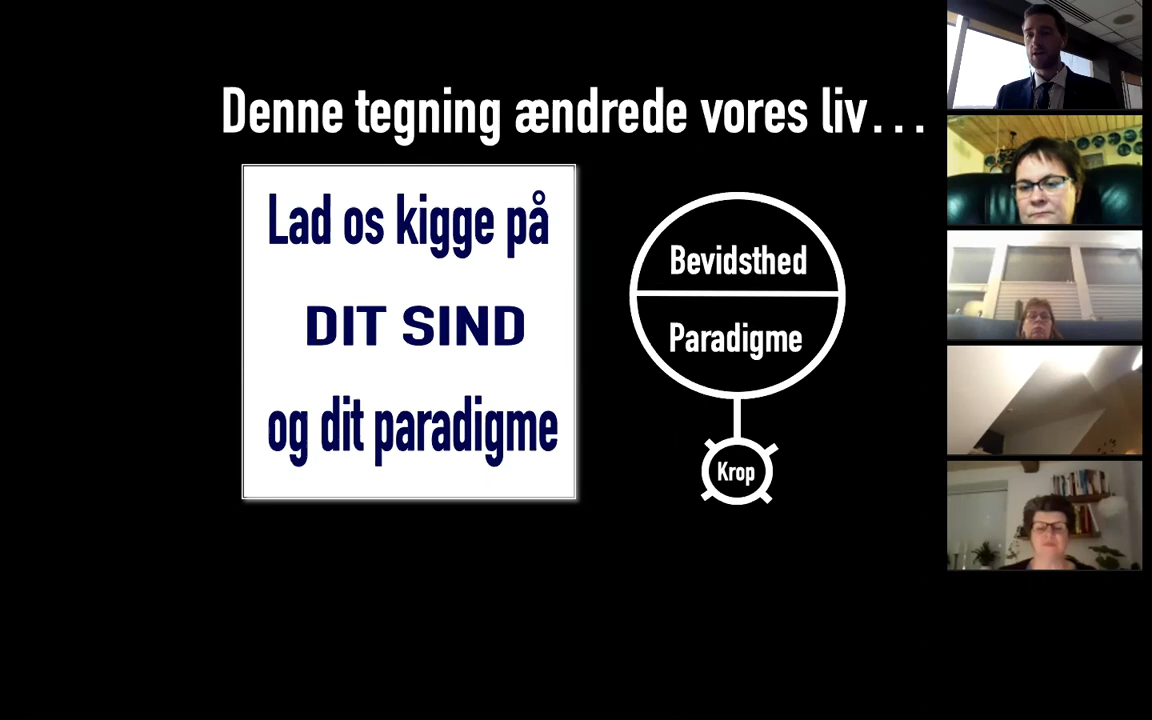 Denne tegning ændrede vores liv...
Lad os kigge på
DIT SIND
og dit paradigme
Bevidsthed
Paradigme
Krop